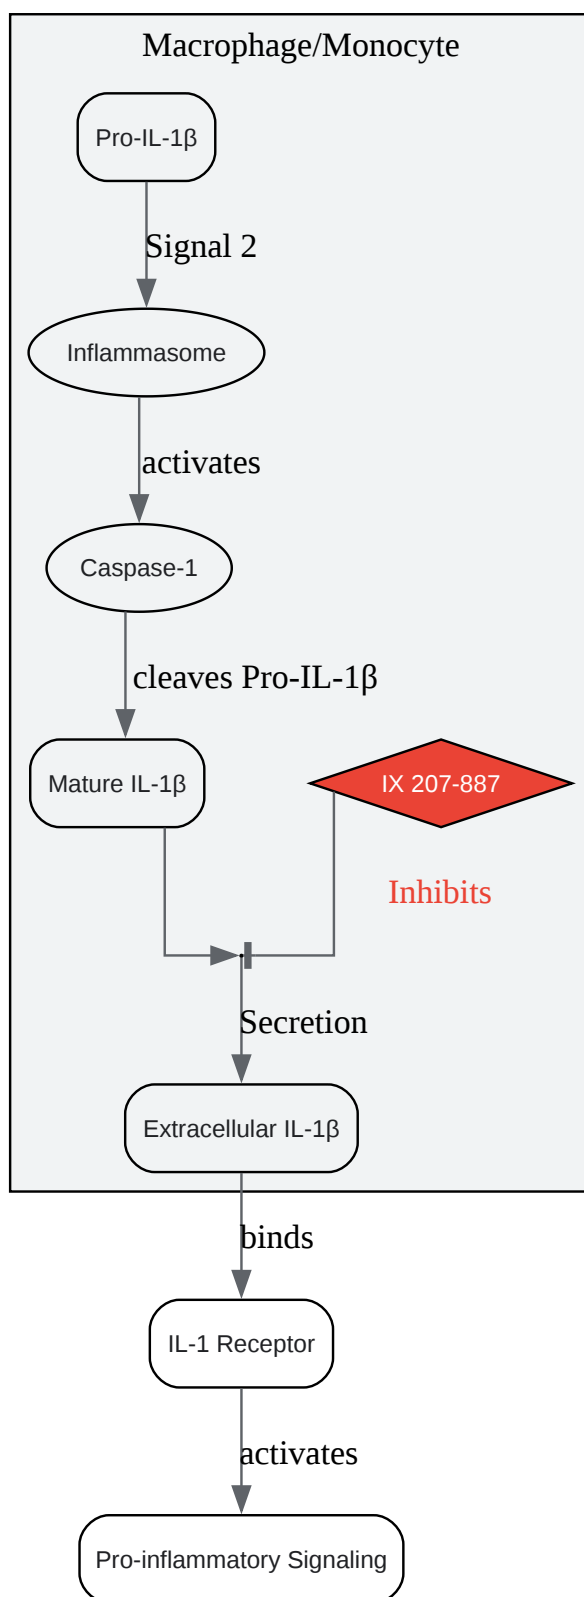 Macrophage/Monocyte
Pro-IL-1β
Signal 2
Inflammasome
activates
Caspase-1
cleaves Pro-IL-1β
Mature IL-1β
IX 207-887
Inhibits
Secretion
Extracellular IL-1β
binds
IL-1 Receptor
activates
Pro-inflammatory Signaling